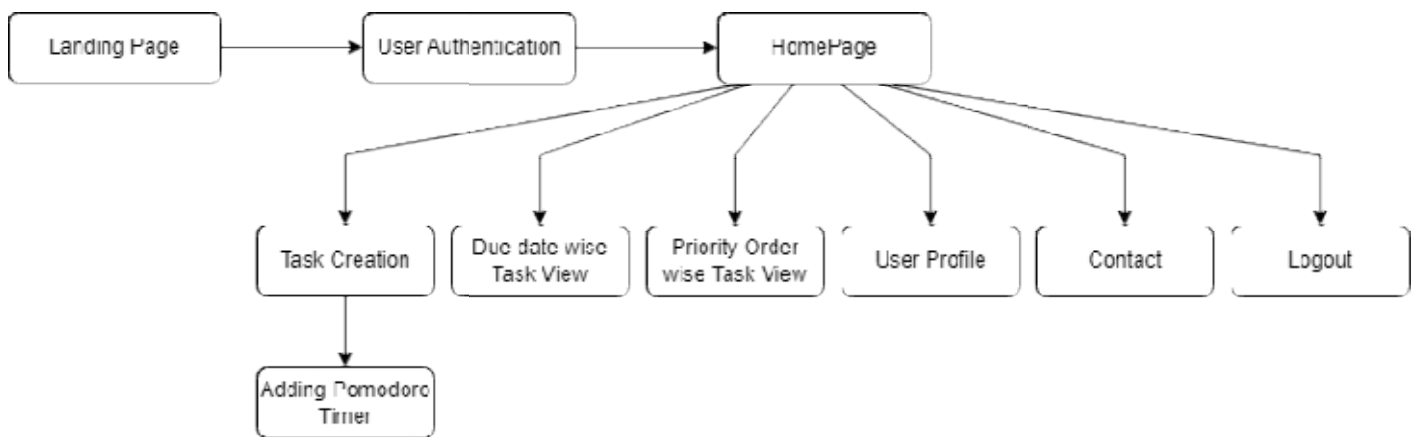 Landing Page
User Authentication
HomePage
Task Creation
Due date wise
Task View
Priority Order
wise Task View
User Profile
Contact
Logout
Adding Pomodoro
Timer